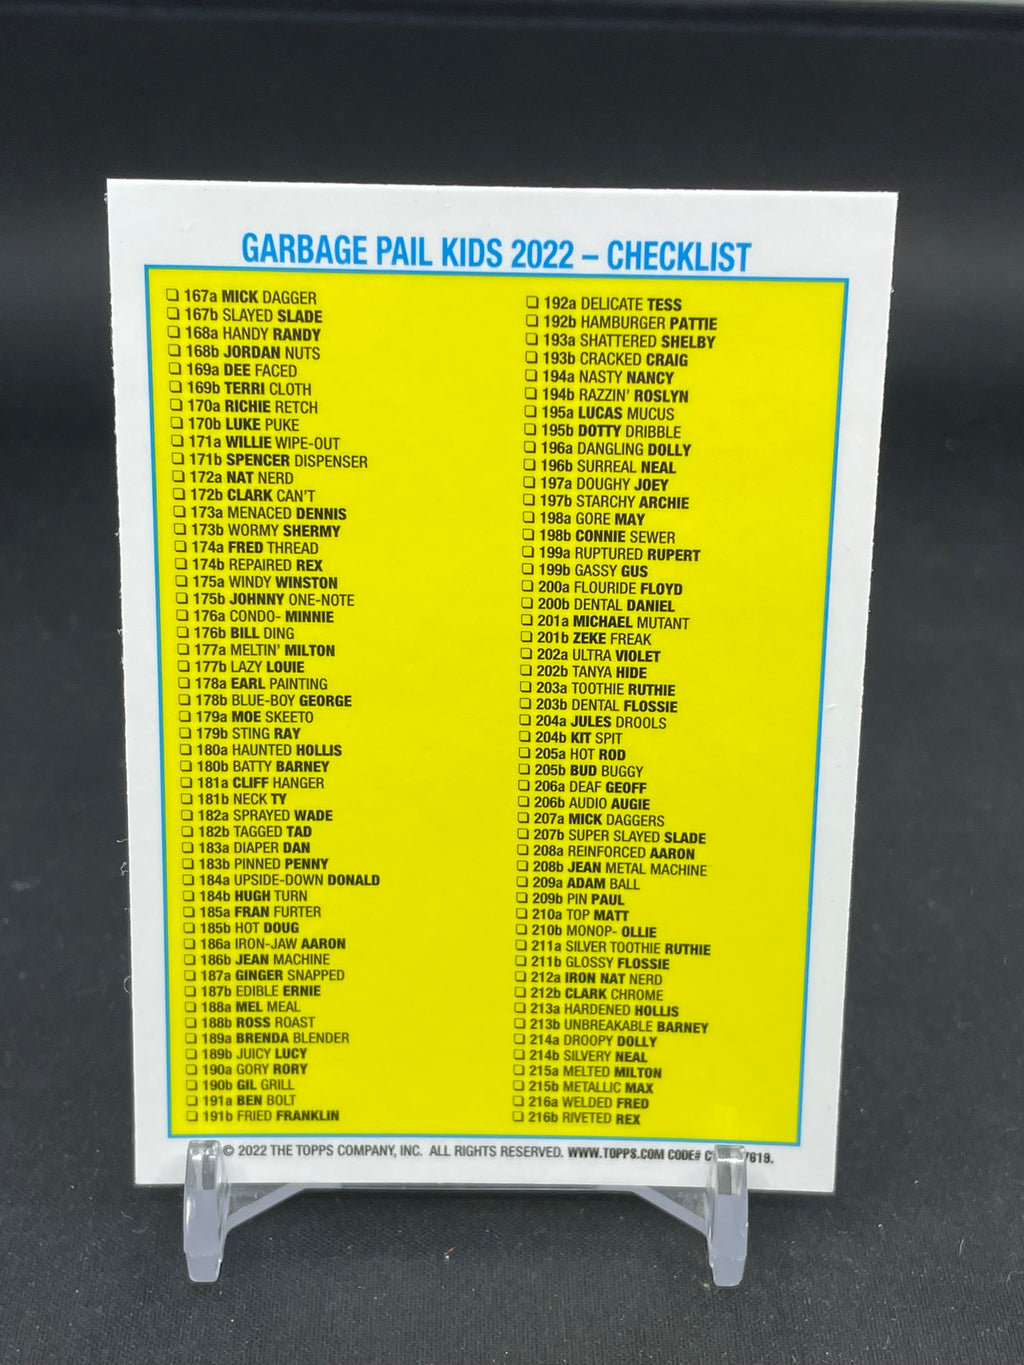 GARBAGE PAIL KIDS 2022 – CHECKLIST
167a MICK DAGGER
167b SLAYED SLADE
168a HANDY RANDY
168b JORDAN NUTS
169a DEE FACED
169b TERRI CLOTH
170a RICHIE RETCH
170b LUKE PUKE
171a WILLIE WIPE-OUT
171b SPENCER DISPENSER
172a NAT NERD
172b CLARK CAN'T
173a MENACED DENNIS
173b WORMY SHERMY
174a FRED THREAD
174b REPAIRED REX
175a WINDY WINSTON
175b JOHNNY ONE-NOTE
176a CONDO- MINNIE
176b BILL DING
177a MELTIN' MILTON
177b LAZY LOUIE
178a EARL PAINTING
178b BLUE-BOY GEORGE
179a MOE SKEETO
179b STING RAY
180a HAUNTED HOLLIS
180b BATTY BARNEY
181a CLIFF HANGER
181b NECK TY
182a SPRAYED WADE
182b TAGGED TAD
183a DIAPER DAN
183b PINNED PENNY
184a UPSIDE-DOWN DONALD
184b HUGH TURN
185a FRAN FURTER
185b HOT DOUG
186a IRON-JAW AARON
186b JEAN MACHINE
187a GINGER SNAPPED
187b EDIBLE ERNIE
188a MEL MEAL
188b ROSS ROAST
189a BRENDA BLENDER
189b JUICY LUCY
190a GORY RORY
190b GIL GRILL
191a BEN BOLT
191b FRIED FRANKLIN
192a DELICATE TESS
192b HAMBURGER PATTIE
193a SHATTERED SHELBY
193b CRACKED CRAIG
194a NASTY NANCY
194b RAZZIN' ROSLYN
195a LUCAS MUCUS
195b DOTTY DRIBBLE
196a DANGLING DOLLY
196b SURREAL NEAL
197a DOUGHY JOEY
197b STARCHY ARCHIE
198a GORE MAY
198b CONNIE SEWER
199a RUPTURED RUPERT
199b GASSY GUS
200a FLOURIDE FLOYD
200b DENTAL DANIEL
201a MICHAEL MUTANT
201b ZEKE FREAK
202a ULTRA VIOLET
202b TANYA HIDE
203a TOOTHIE RUTHIE
203b DENTAL FLOSSIE
204a JULES DROOLS
204b KIT SPIT
205a HOT ROD
205b BUD BUGGY
206a DEAF GEOFF
206b AUDIO AUGIE
207a MICK DAGGERS
207b SUPER SLAYED SLADE
208a REINFORCED AARON
208b JEAN METAL MACHINE
209a ADAM BALL
209b PIN PAUL
210a TOP MATT
210b MONOP- OLLIE
211a SILVER TOOTHIE RUTHIE
211b GLOSSY FLOSSIE
212a IRON NAT NERD
212b CLARK CHROME
213a HARDENED HOLLIS
213b UNBREAKABLE BARNEY
214a DROOPY DOLLY
214b SILVERY NEAL
215a MELTED MILTON
215b METALLIC MAX
216a WELDED FRED
216b RIVETED REX
© 2022 THE TOPPS COMPANY, INC. ALL RIGHTS RESERVED. WWW.TOPPS.COM CODE#